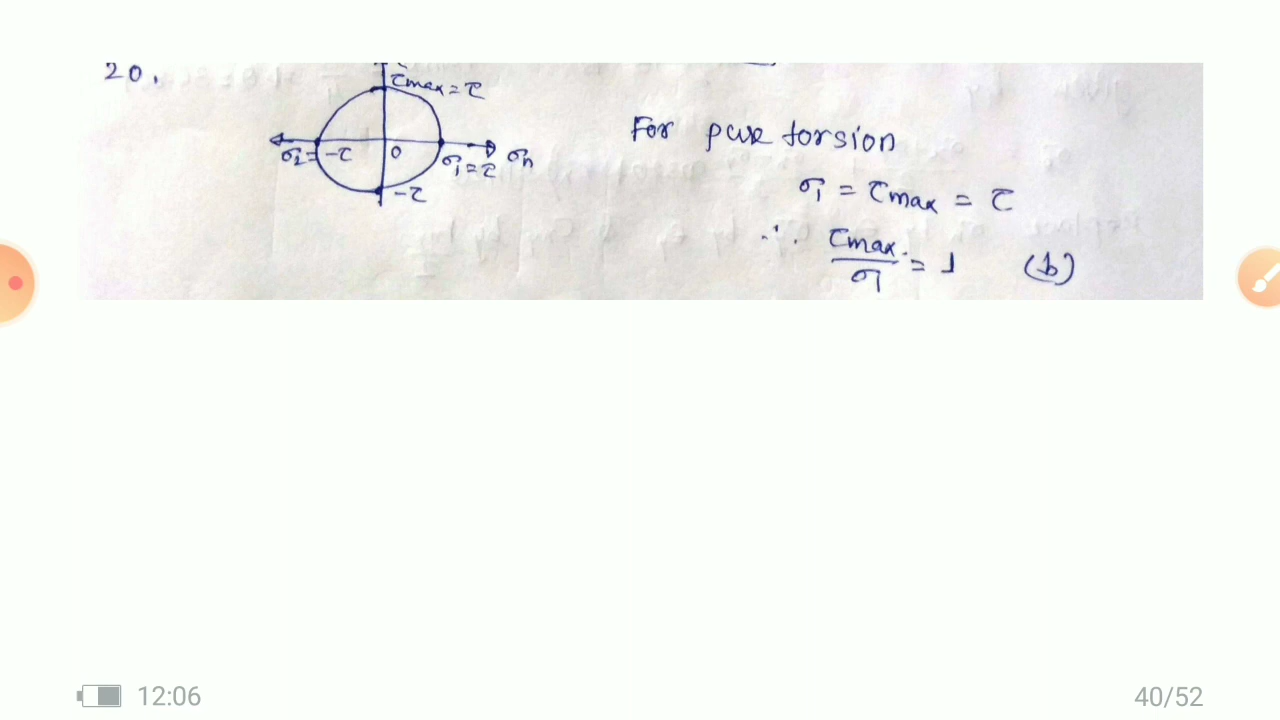 20.
τmax = τ
σ2 = -τ
0
σ1 = τ
σn
-τ
For pure torsion
σ1 = τmax = τ
∴ τmax / σ1 = 1 (b)
12:06
40/52